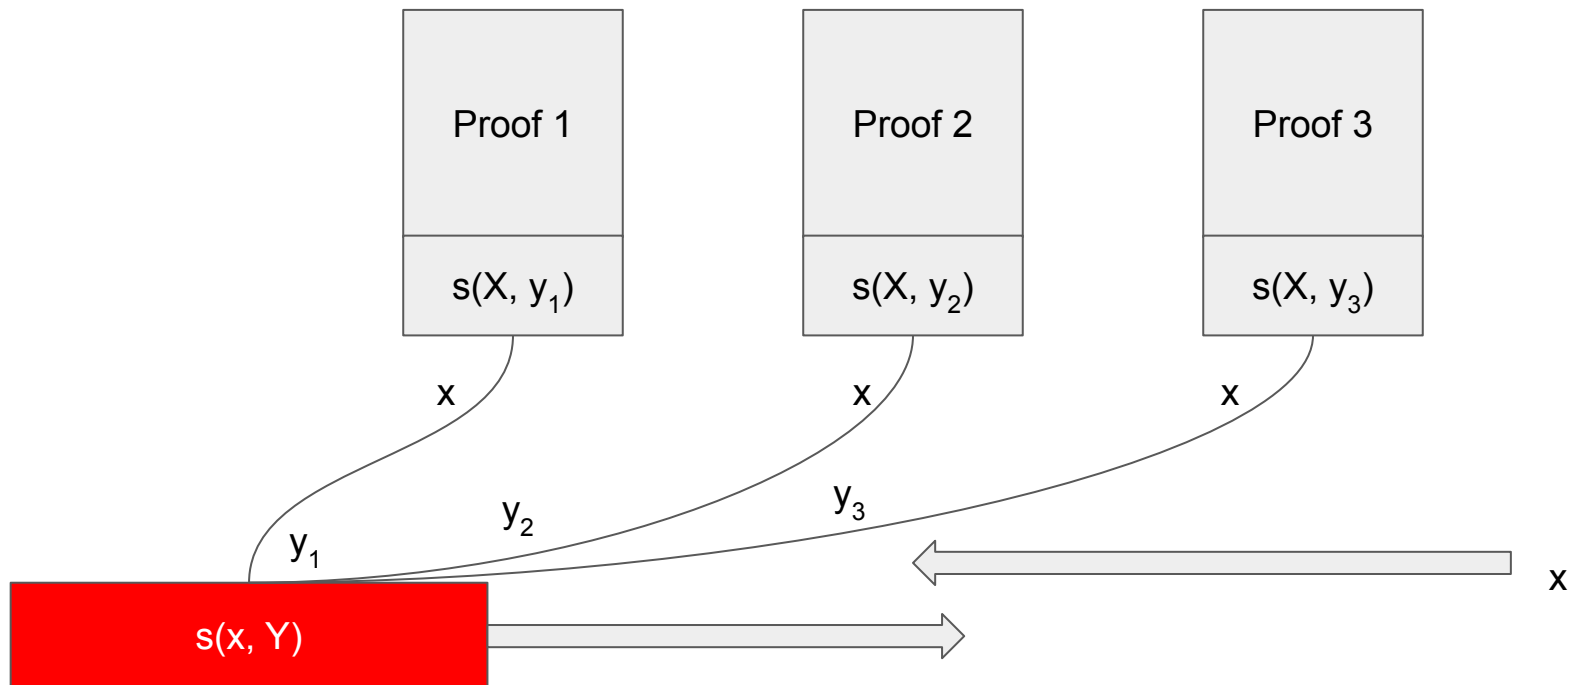 Proof 1
Proof 2
Proof 3
s(X, y₁)
s(X, y₂)
s(X, y₃)
x
x
x
y₁
y₂
y₃
x
s(x, Y)